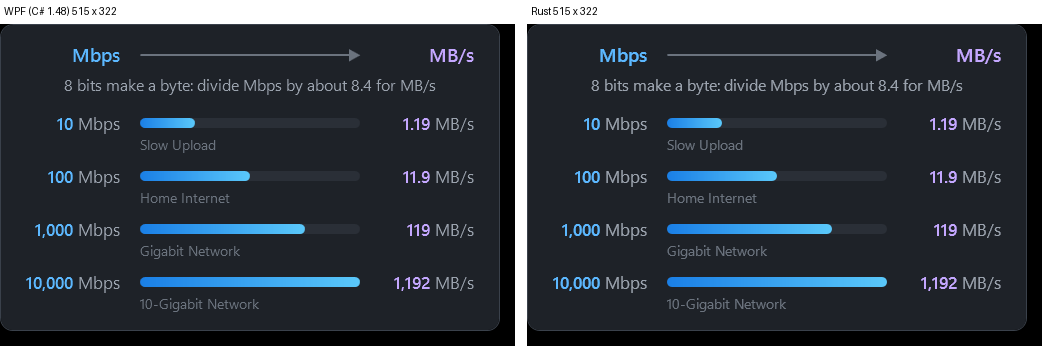 WPF (C# 1.48) 515 x 322
Mbps MB/s
8 bits make a byte: divide Mbps by about 8.4 for MB/s
10 Mbps 1.19 MB/s
Slow Upload
100 Mbps 11.9 MB/s
Home Internet
1,000 Mbps 119 MB/s
Gigabit Network
10,000 Mbps 1,192 MB/s
10-Gigabit Network
Rust 515 x 322
Mbps MB/s
8 bits make a byte: divide Mbps by about 8.4 for MB/s
10 Mbps 1.19 MB/s
Slow Upload
100 Mbps 11.9 MB/s
Home Internet
1,000 Mbps 119 MB/s
Gigabit Network
10,000 Mbps 1,192 MB/s
10-Gigabit Network